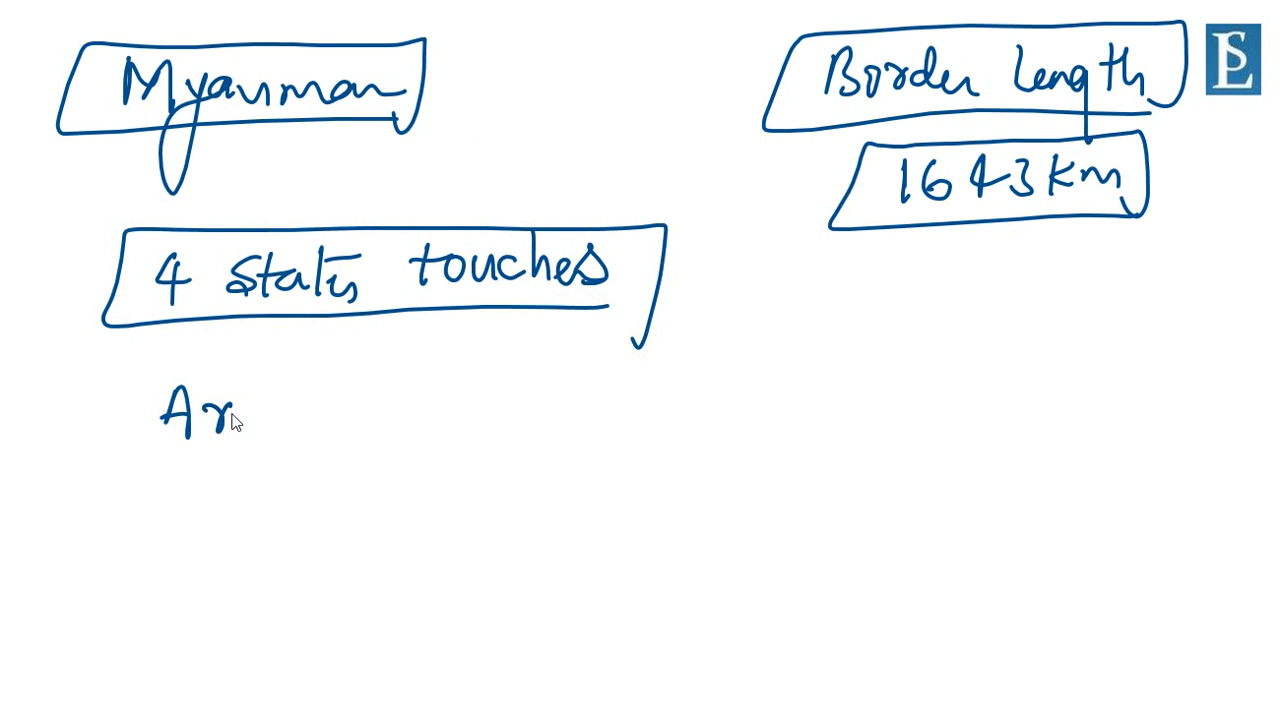 Myanmar
Border length
1643 km
4 states touches
Ar